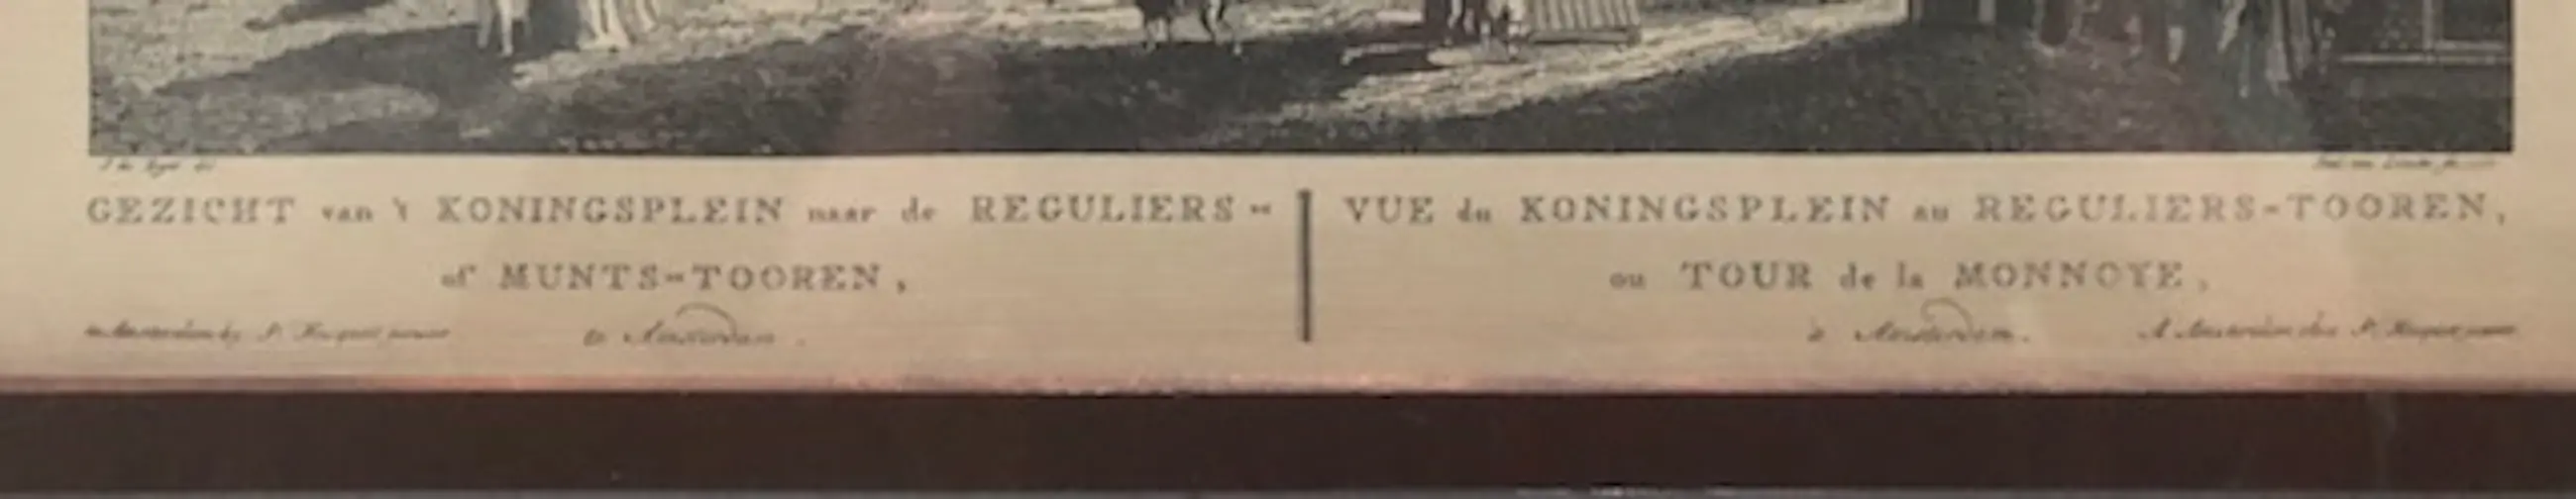 GEZICHT van 't KONINGSPLEIN naar de REGULIERS-
of MUNTS-TOOREN,
te Amsterdam.
VUE du KONINGSPLEIN au REGULIERS-TOOREN,
ou TOUR de la MONNOYE,
à Amsterdam.